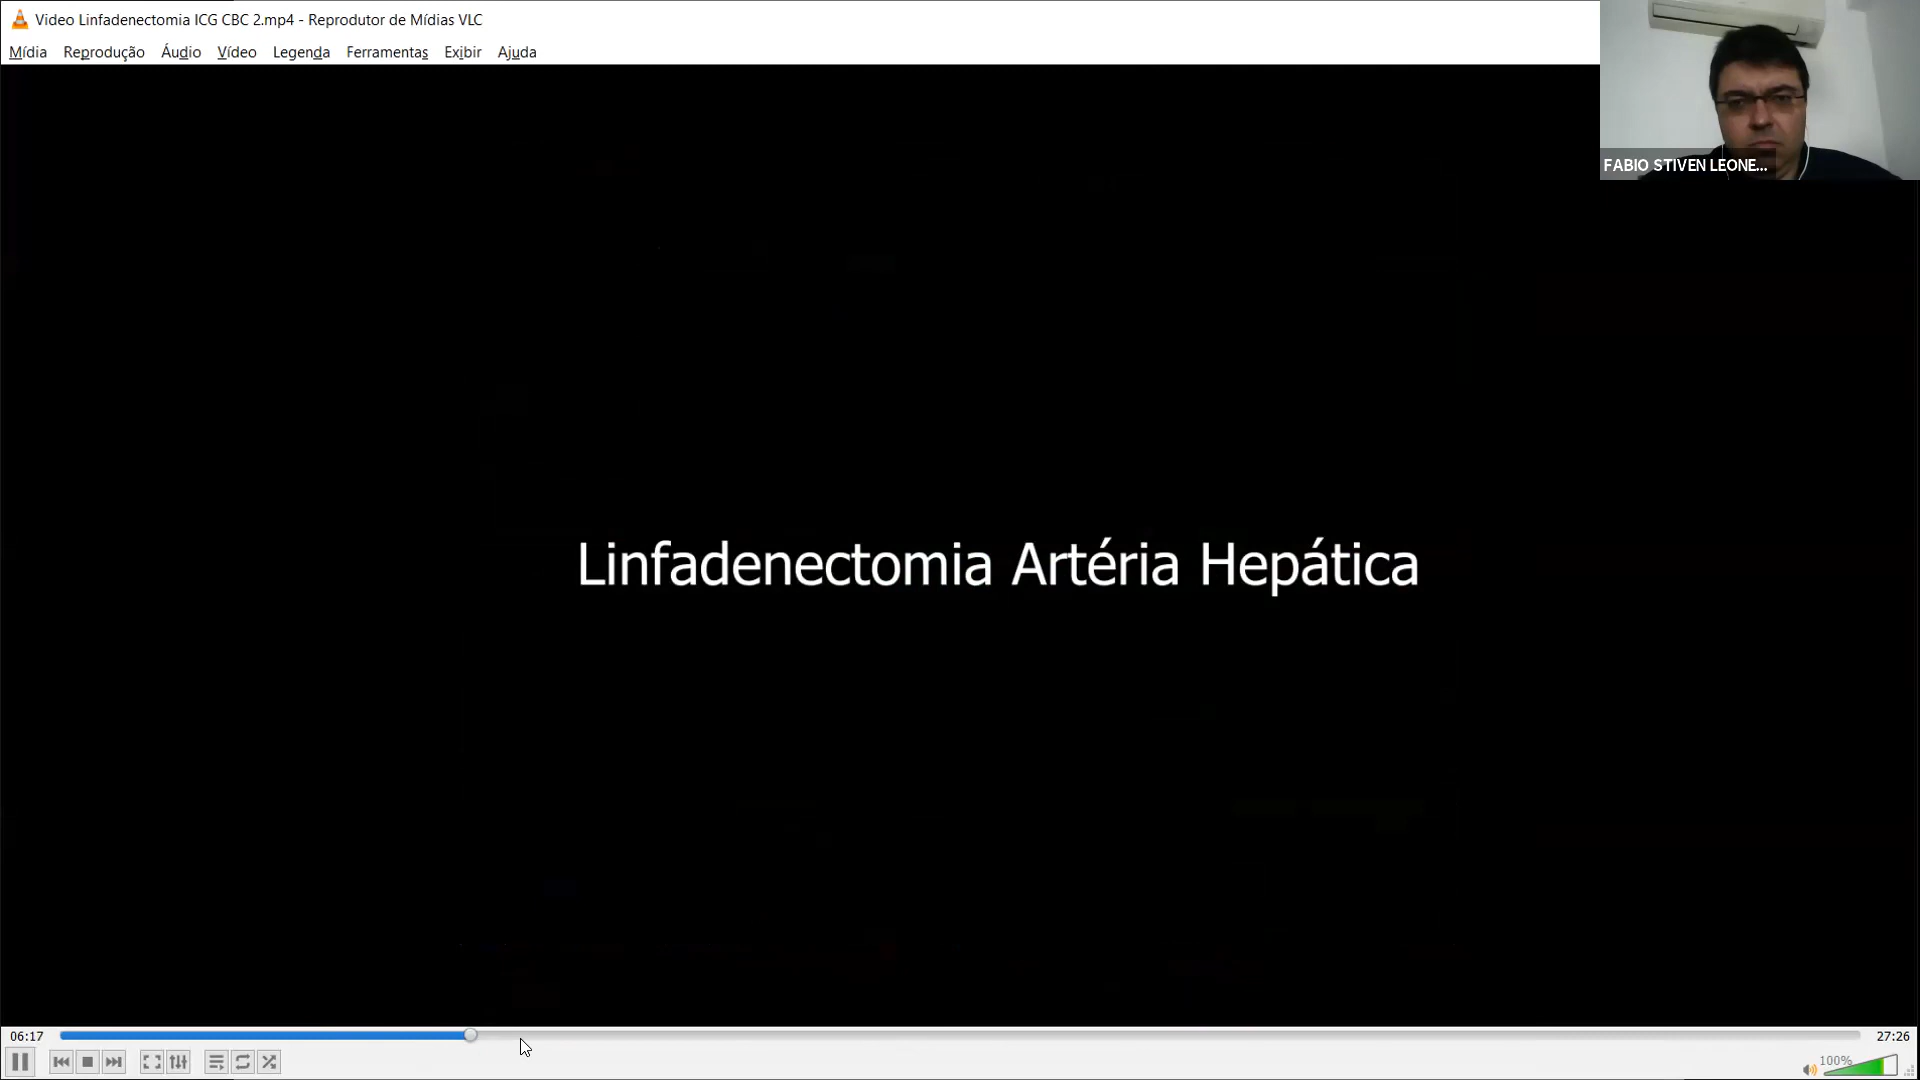 Video Linfadenectomia ICG CBC 2.mp4 - Reprodutor de Mídias VLC
Mídia Reprodução Áudio Vídeo Legenda Ferramentas Exibir Ajuda
FABIO STIVEN LEONE...
Linfadenectomia Artéria Hepática
06:17
27:26
100%